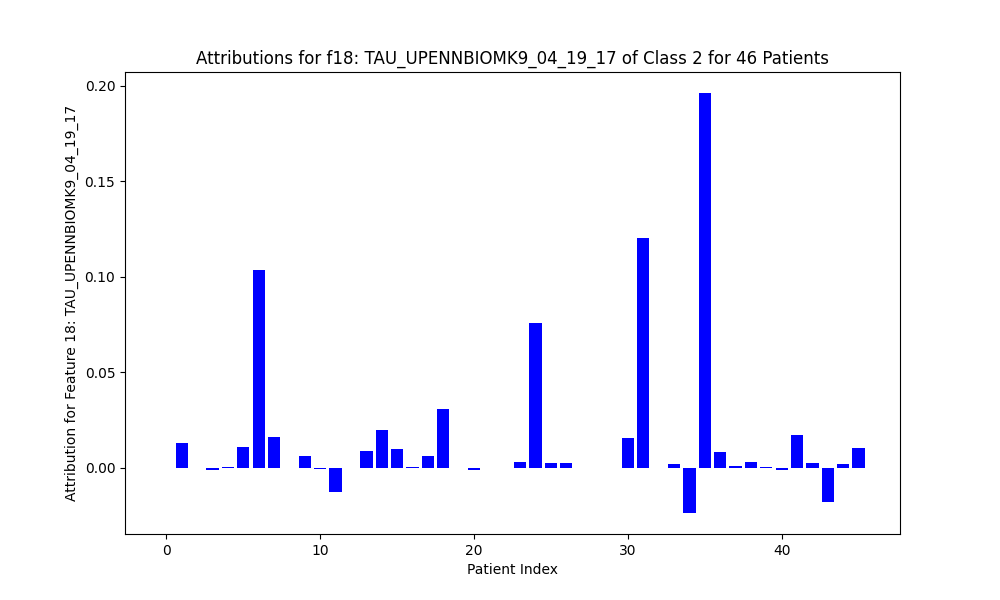 Attributions for f18: TAU_UPENNBIOMK9_04_19_17 of Class 2 for 46 Patients
Attribution for Feature 18: TAU_UPENNBIOMK9_04_19_17
0.20
0.15
0.10
0.05
0.00
0 10 20 30 40
Patient Index